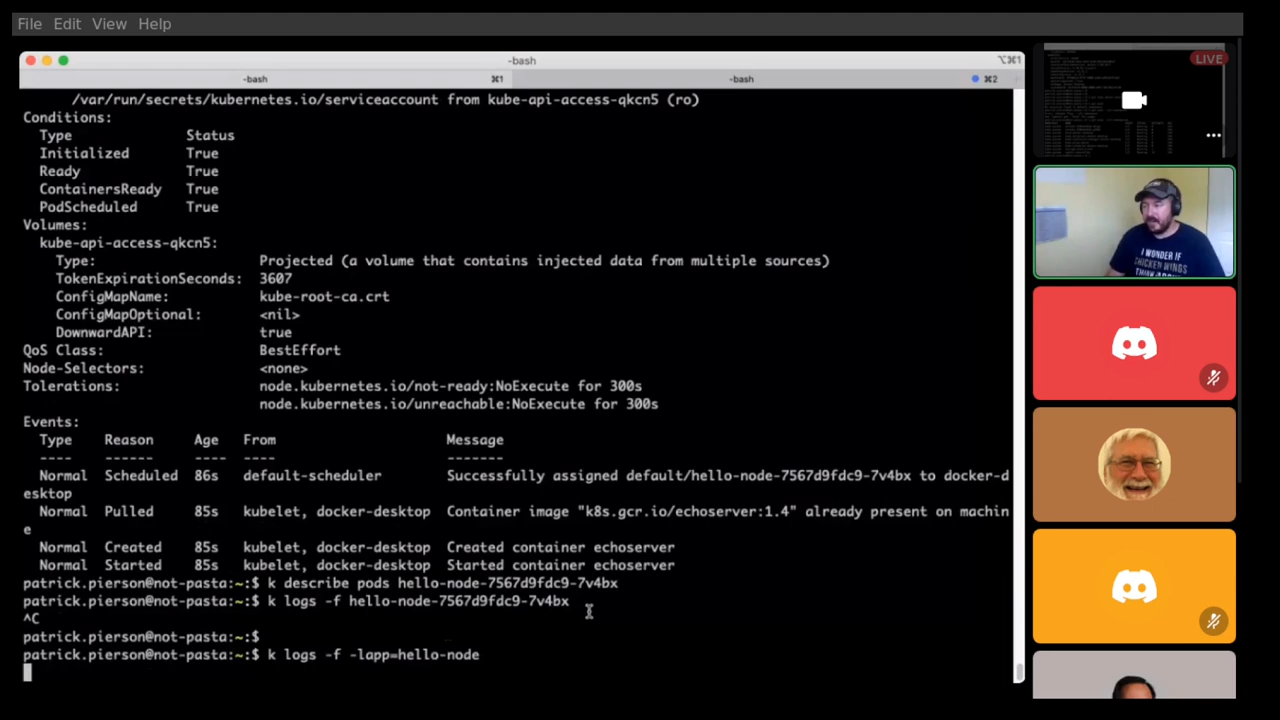 File Edit View Help
-bash
⌥⌘1
-bash ⌘1
-bash ⌘2
/var/run/secrets/kubernetes.io/serviceaccount from kube-api-access-qkcn5 (ro)
Conditions:
Type Status
Initialized True
Ready True
ContainersReady True
PodScheduled True
Volumes:
kube-api-access-qkcn5:
Type: Projected (a volume that contains injected data from multiple sources)
TokenExpirationSeconds: 3607
ConfigMapName: kube-root-ca.crt
ConfigMapOptional: <nil>
DownwardAPI: true
QoS Class: BestEffort
Node-Selectors: <none>
Tolerations: node.kubernetes.io/not-ready:NoExecute for 300s
node.kubernetes.io/unreachable:NoExecute for 300s
Events:
Type Reason Age From Message
---- ------ ---- ---- -------
Normal Scheduled 86s default-scheduler Successfully assigned default/hello-node-7567d9fdc9-7v4bx to docker-d
esktop
Normal Pulled 85s kubelet, docker-desktop Container image "k8s.gcr.io/echoserver:1.4" already present on machin
e
Normal Created 85s kubelet, docker-desktop Created container echoserver
Normal Started 85s kubelet, docker-desktop Started container echoserver
patrick.pierson@not-pasta:~:$ k describe pods hello-node-7567d9fdc9-7v4bx
patrick.pierson@not-pasta:~:$ k logs -f hello-node-7567d9fdc9-7v4bx
^C
patrick.pierson@not-pasta:~:$
patrick.pierson@not-pasta:~:$ k logs -f -lapp=hello-node
LIVE
I WONDER IF
CHICKEN WINGS